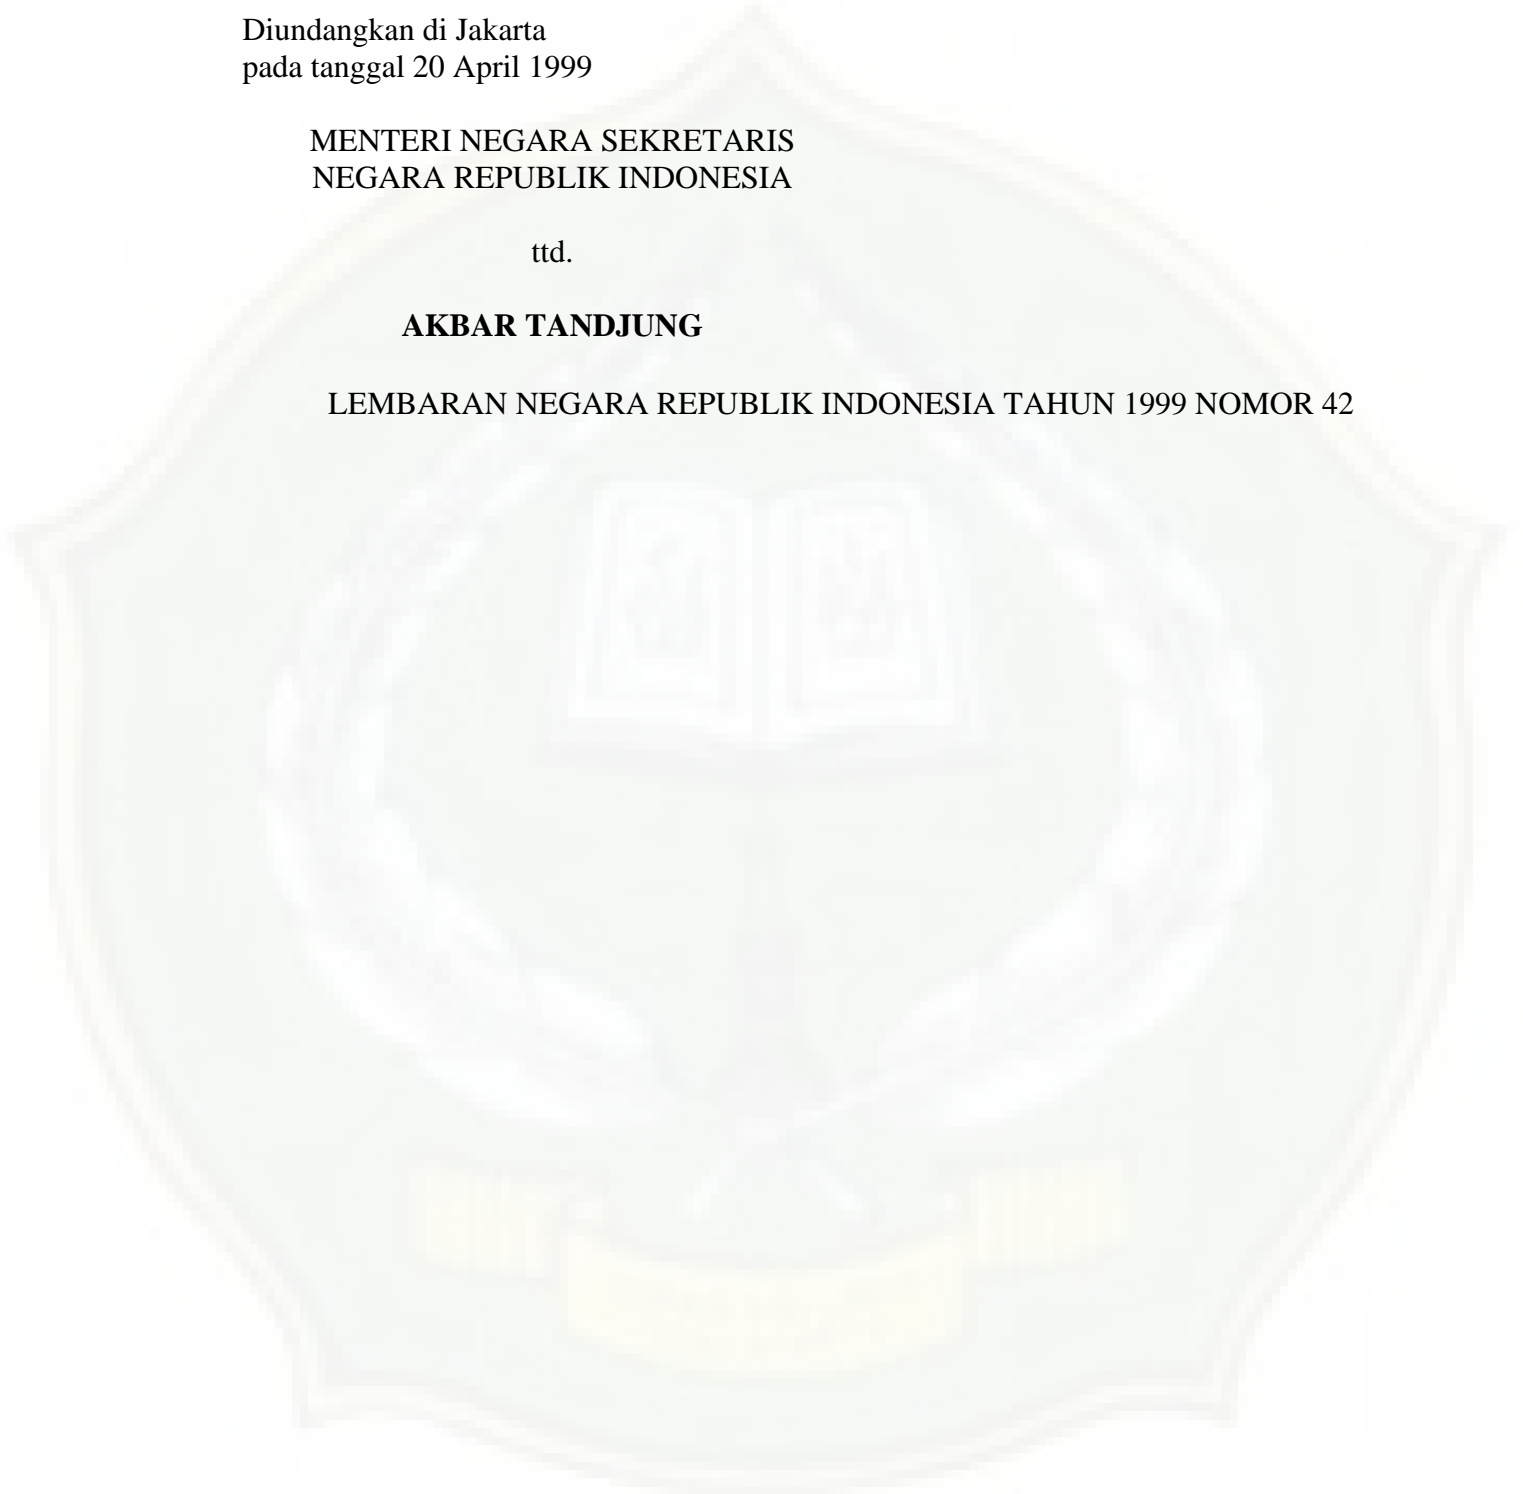 Diundangkan di Jakarta
pada tanggal 20 April 1999
MENTERI NEGARA SEKRETARIS
NEGARA REPUBLIK INDONESIA
ttd.
AKBAR TANDJUNG
LEMBARAN NEGARA REPUBLIK INDONESIA TAHUN 1999 NOMOR 42